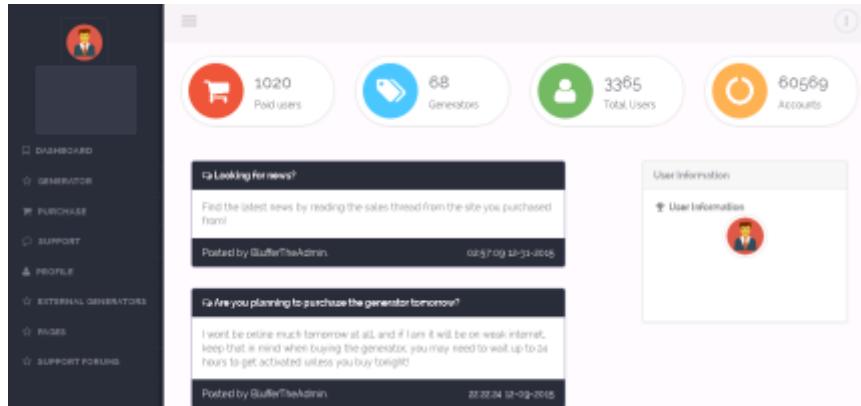 1020
Paid users
68
Generators
3365
Total Users
60569
Accounts
DASHBOARD
GENERATOR
PURCHASE
SUPPORT
PROFILE
EXTERNAL GENERATORS
PAGES
SUPPORT FORUMS
Looking for news?
Find the latest news by reading the sales thread from the site you purchased
from!
Posted by BlufferTheAdmin. 02:57:09 12-31-2015
Are you planning to purchase the generator tomorrow?
I wont be online much tomorrow at all, and if I am it will be on weak internet,
keep that in mind when buying the generator, you may need to wait up to 24
hours to get activated unless you buy tonight!
Posted by BlufferTheAdmin. 22:22:24 12-09-2015
User Information
User Information